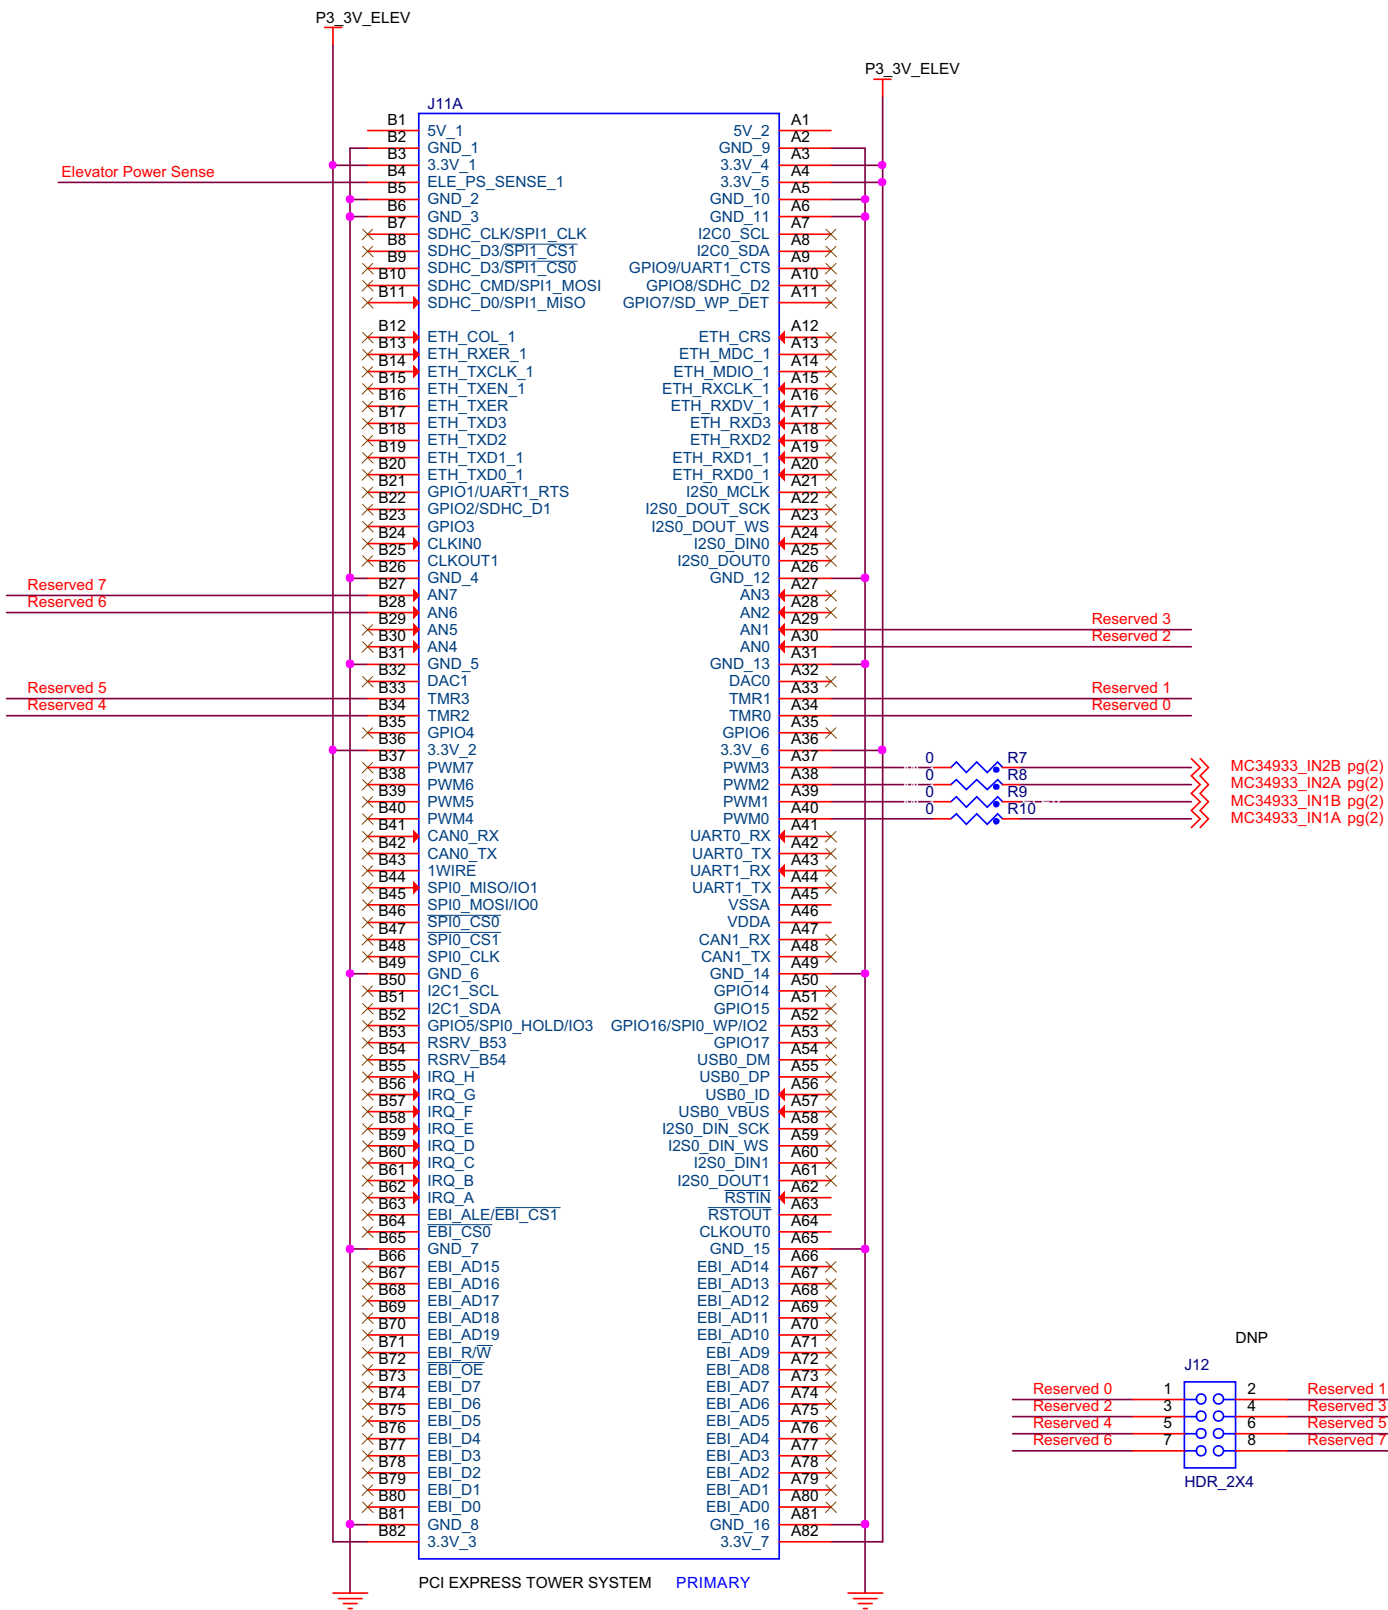 P3_3V_ELEV
P3_3V_ELEV
J11A
B1 5V_1 5V_2 A1
B2 GND_1 GND_9 A2
B3 3.3V_1 3.3V_4 A3
Elevator Power Sense B4 ELE_PS_SENSE_1 3.3V_5 A4
B5 GND_2 GND_10 A5
B6 GND_3 GND_11 A6
B7 SDHC_CLK/SPI1_CLK I2C0_SCL A7
B8 SDHC_D3/SPI1_CS1 I2C0_SDA A8
B9 SDHC_D3/SPI1_CS0 GPIO9/UART1_CTS A9
B10 SDHC_CMD/SPI1_MOSI GPIO8/SDHC_D2 A10
B11 SDHC_D0/SPI1_MISO GPIO7/SD_WP_DET A11
B12 ETH_COL_1 ETH_CRS A12
B13 ETH_RXER_1 ETH_MDC_1 A13
B14 ETH_TXCLK_1 ETH_MDIO_1 A14
B15 ETH_TXEN_1 ETH_RXCLK_1 A15
B16 ETH_TXER ETH_RXDV_1 A16
B17 ETH_TXD3 ETH_RXD3 A17
B18 ETH_TXD2 ETH_RXD2 A18
B19 ETH_TXD1_1 ETH_RXD1_1 A19
B20 ETH_TXD0_1 ETH_RXD0_1 A20
B21 GPIO1/UART1_RTS I2S0_MCLK A21
B22 GPIO2/SDHC_D1 I2S0_DOUT_SCK A22
B23 GPIO3 I2S0_DOUT_WS A23
B24 CLKIN0 I2S0_DIN0 A24
B25 CLKOUT1 I2S0_DOUT0 A25
B26 GND_4 GND_12 A26
Reserved 7 B27 AN7 AN3 A27
Reserved 6 B28 AN6 AN2 A28
B29 AN5 AN1 A29 Reserved 3
B30 AN4 AN0 A30 Reserved 2
B31 GND_5 GND_13 A31
B32 DAC1 DAC0 A32
Reserved 5 B33 TMR3 TMR1 A33 Reserved 1
Reserved 4 B34 TMR2 TMR0 A34 Reserved 0
B35 GPIO4 GPIO6 A35
B36 3.3V_2 3.3V_6 A36
B37 PWM7 PWM3 A37 0 R7 MC34933_IN2B pg(2)
B38 PWM6 PWM2 A38 0 R8 MC34933_IN2A pg(2)
B39 PWM5 PWM1 A39 0 R9 MC34933_IN1B pg(2)
B40 PWM4 PWM0 A40 0 R10 MC34933_IN1A pg(2)
B41 CAN0_RX UART0_RX A41
B42 CAN0_TX UART0_TX A42
B43 1WIRE UART1_RX A43
B44 SPI0_MISO/IO1 UART1_TX A44
B45 SPI0_MOSI/IO0 VSSA A45
B46 SPI0_CS0 VDDA A46
B47 SPI0_CS1 CAN1_RX A47
B48 SPI0_CLK CAN1_TX A48
B49 GND_6 GND_14 A49
B50 I2C1_SCL GPIO14 A50
B51 I2C1_SDA GPIO15 A51
B52 GPIO5/SPI0_HOLD/IO3 GPIO16/SPI0_WP/IO2 A52
B53 RSRV_B53 GPIO17 A53
B54 RSRV_B54 USB0_DM A54
B55 IRQ_H USB0_DP A55
B56 IRQ_G USB0_ID A56
B57 IRQ_F USB0_VBUS A57
B58 IRQ_E I2S0_DIN_SCK A58
B59 IRQ_D I2S0_DIN_WS A59
B60 IRQ_C I2S0_DIN1 A60
B61 IRQ_B I2S0_DOUT1 A61
B62 IRQ_A RSTIN A62
B63 EBI_ALE/EBI_CS1 RSTOUT A63
B64 EBI_CS0 CLKOUT0 A64
B65 GND_7 GND_15 A65
B66 EBI_AD15 EBI_AD14 A66
B67 EBI_AD16 EBI_AD13 A67
B68 EBI_AD17 EBI_AD12 A68
B69 EBI_AD18 EBI_AD11 A69
B70 EBI_AD19 EBI_AD10 A70
B71 EBI_R/W EBI_AD9 A71
B72 EBI_OE EBI_AD8 A72
B73 EBI_D7 EBI_AD7 A73
B74 EBI_D6 EBI_AD6 A74
B75 EBI_D5 EBI_AD5 A75
B76 EBI_D4 EBI_AD4 A76
B77 EBI_D3 EBI_AD3 A77
B78 EBI_D2 EBI_AD2 A78
B79 EBI_D1 EBI_AD1 A79
B80 EBI_D0 EBI_AD0 A80
B81 GND_8 GND_16 A81
B82 3.3V_3 3.3V_7 A82
PCI EXPRESS TOWER SYSTEM PRIMARY
DNP
J12
Reserved 0 1 2 Reserved 1
Reserved 2 3 4 Reserved 3
Reserved 4 5 6 Reserved 5
Reserved 6 7 8 Reserved 7
HDR_2X4